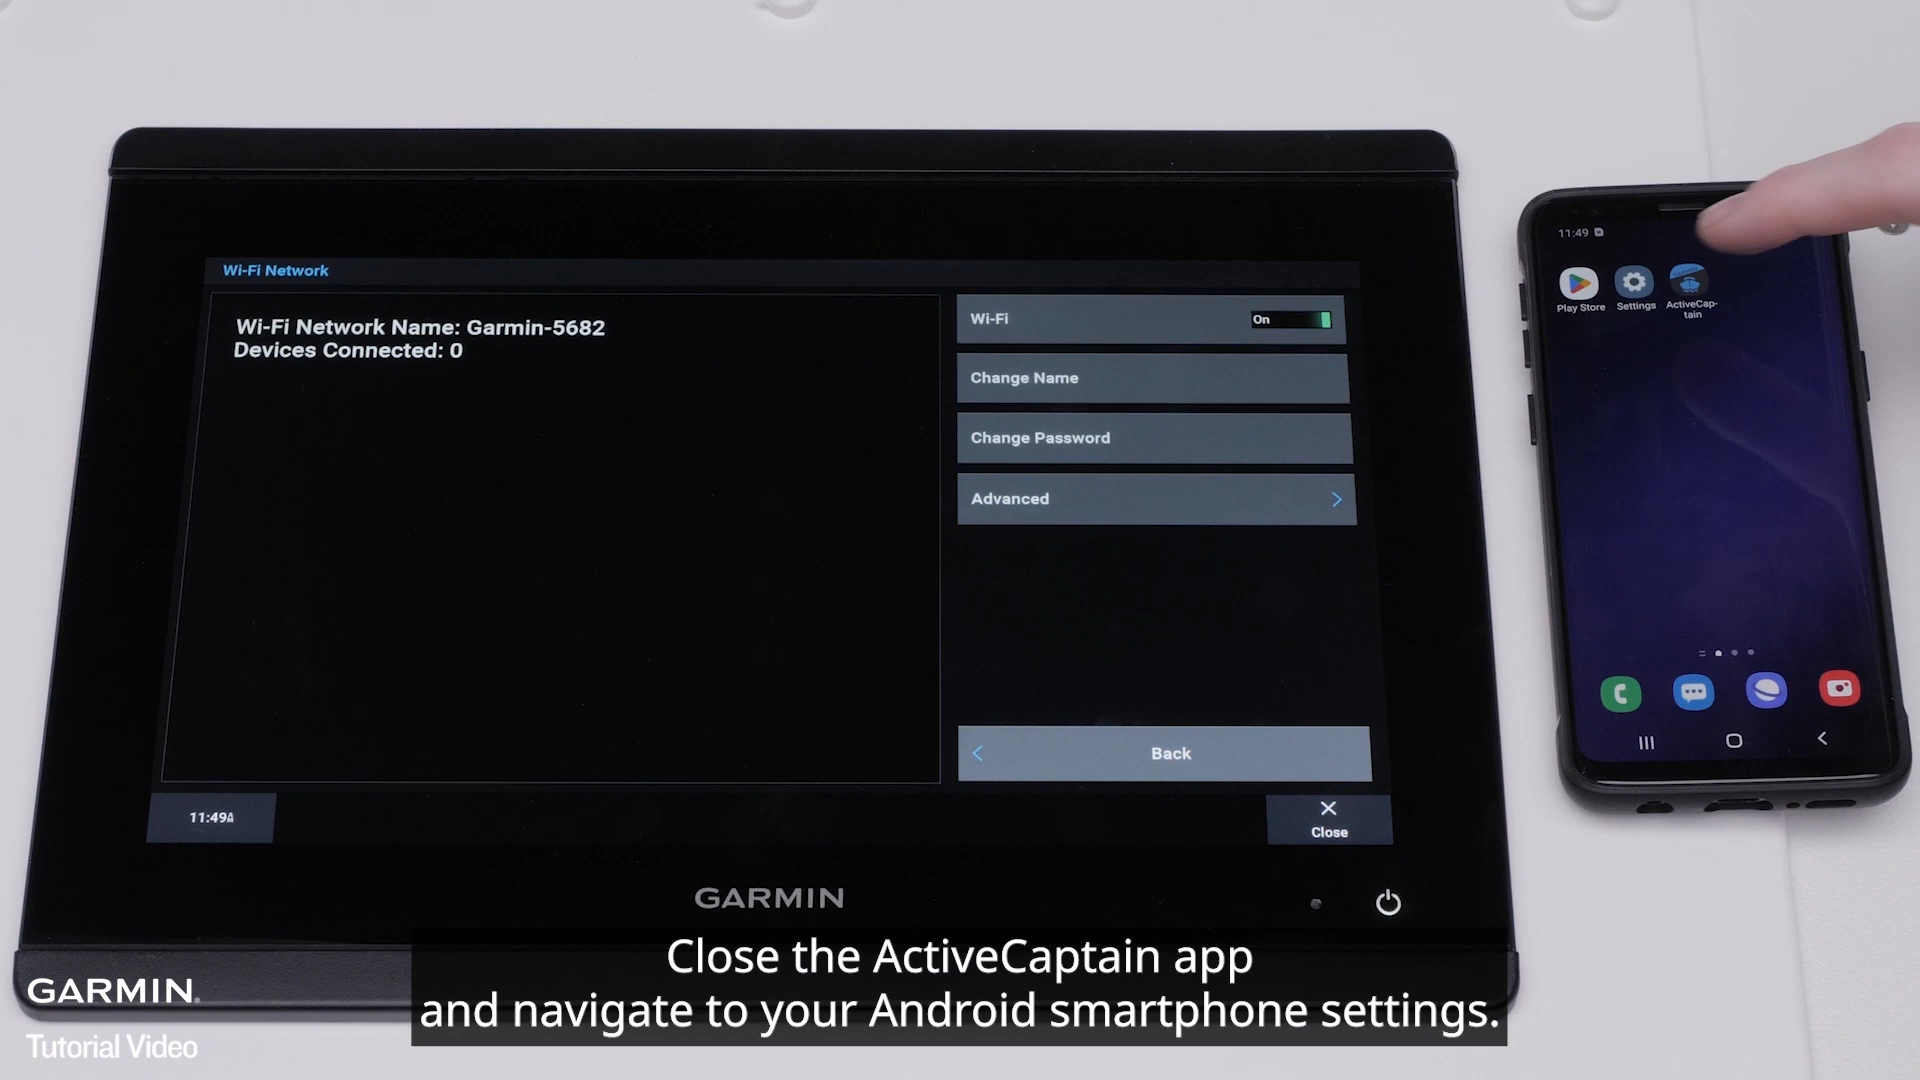 Wi-Fi Network
Wi-Fi Network Name: Garmin-5682
Devices Connected: 0
Wi-Fi
On
Change Name
Change Password
Advanced
Back
11:49A
Close
GARMIN
11:49
Play Store
Settings
ActiveCap-
tain
Close the ActiveCaptain app
and navigate to your Android smartphone settings.
GARMIN
Tutorial Video